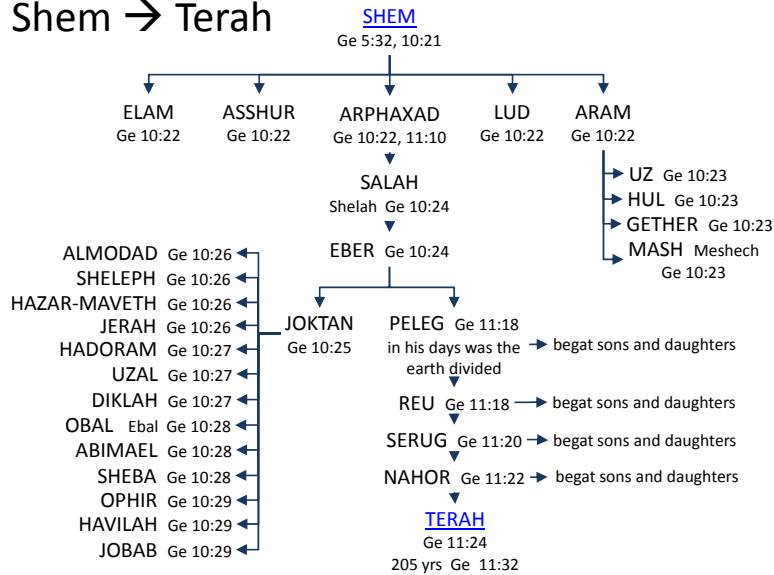 Shem → Terah
SHEM
Ge 5:32, 10:21
ELAM
Ge 10:22
ASSHUR
Ge 10:22
ARPHAXAD
Ge 10:22, 11:10
LUD
Ge 10:22
ARAM
Ge 10:22
UZ Ge 10:23
HUL Ge 10:23
GETHER Ge 10:23
MASH Meshech
Ge 10:23
SALAH
Shelah Ge 10:24
EBER Ge 10:24
JOKTAN
Ge 10:25
ALMODAD Ge 10:26
SHELEPH Ge 10:26
HAZAR-MAVETH Ge 10:26
JERAH Ge 10:26
HADORAM Ge 10:27
UZAL Ge 10:27
DIKLAH Ge 10:27
OBAL Ebal Ge 10:28
ABIMAEL Ge 10:28
SHEBA Ge 10:28
OPHIR Ge 10:29
HAVILAH Ge 10:29
JOBAB Ge 10:29
PELEG Ge 11:18
in his days was the
earth divided
begat sons and daughters
REU Ge 11:18
begat sons and daughters
SERUG Ge 11:20
begat sons and daughters
NAHOR Ge 11:22
begat sons and daughters
TERAH
Ge 11:24
205 yrs Ge 11:32